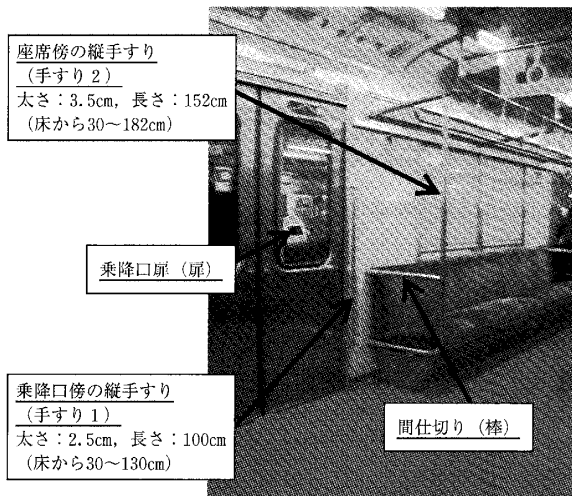 座席傍の縦手すり
(手すり2)
太さ：3.5cm，長さ：152cm
(床から30〜182cm)
乗降口扉（扉）
乗降口傍の縦手すり
(手すり1)
太さ：2.5cm，長さ：100cm
(床から30〜130cm)
間仕切り（棒）